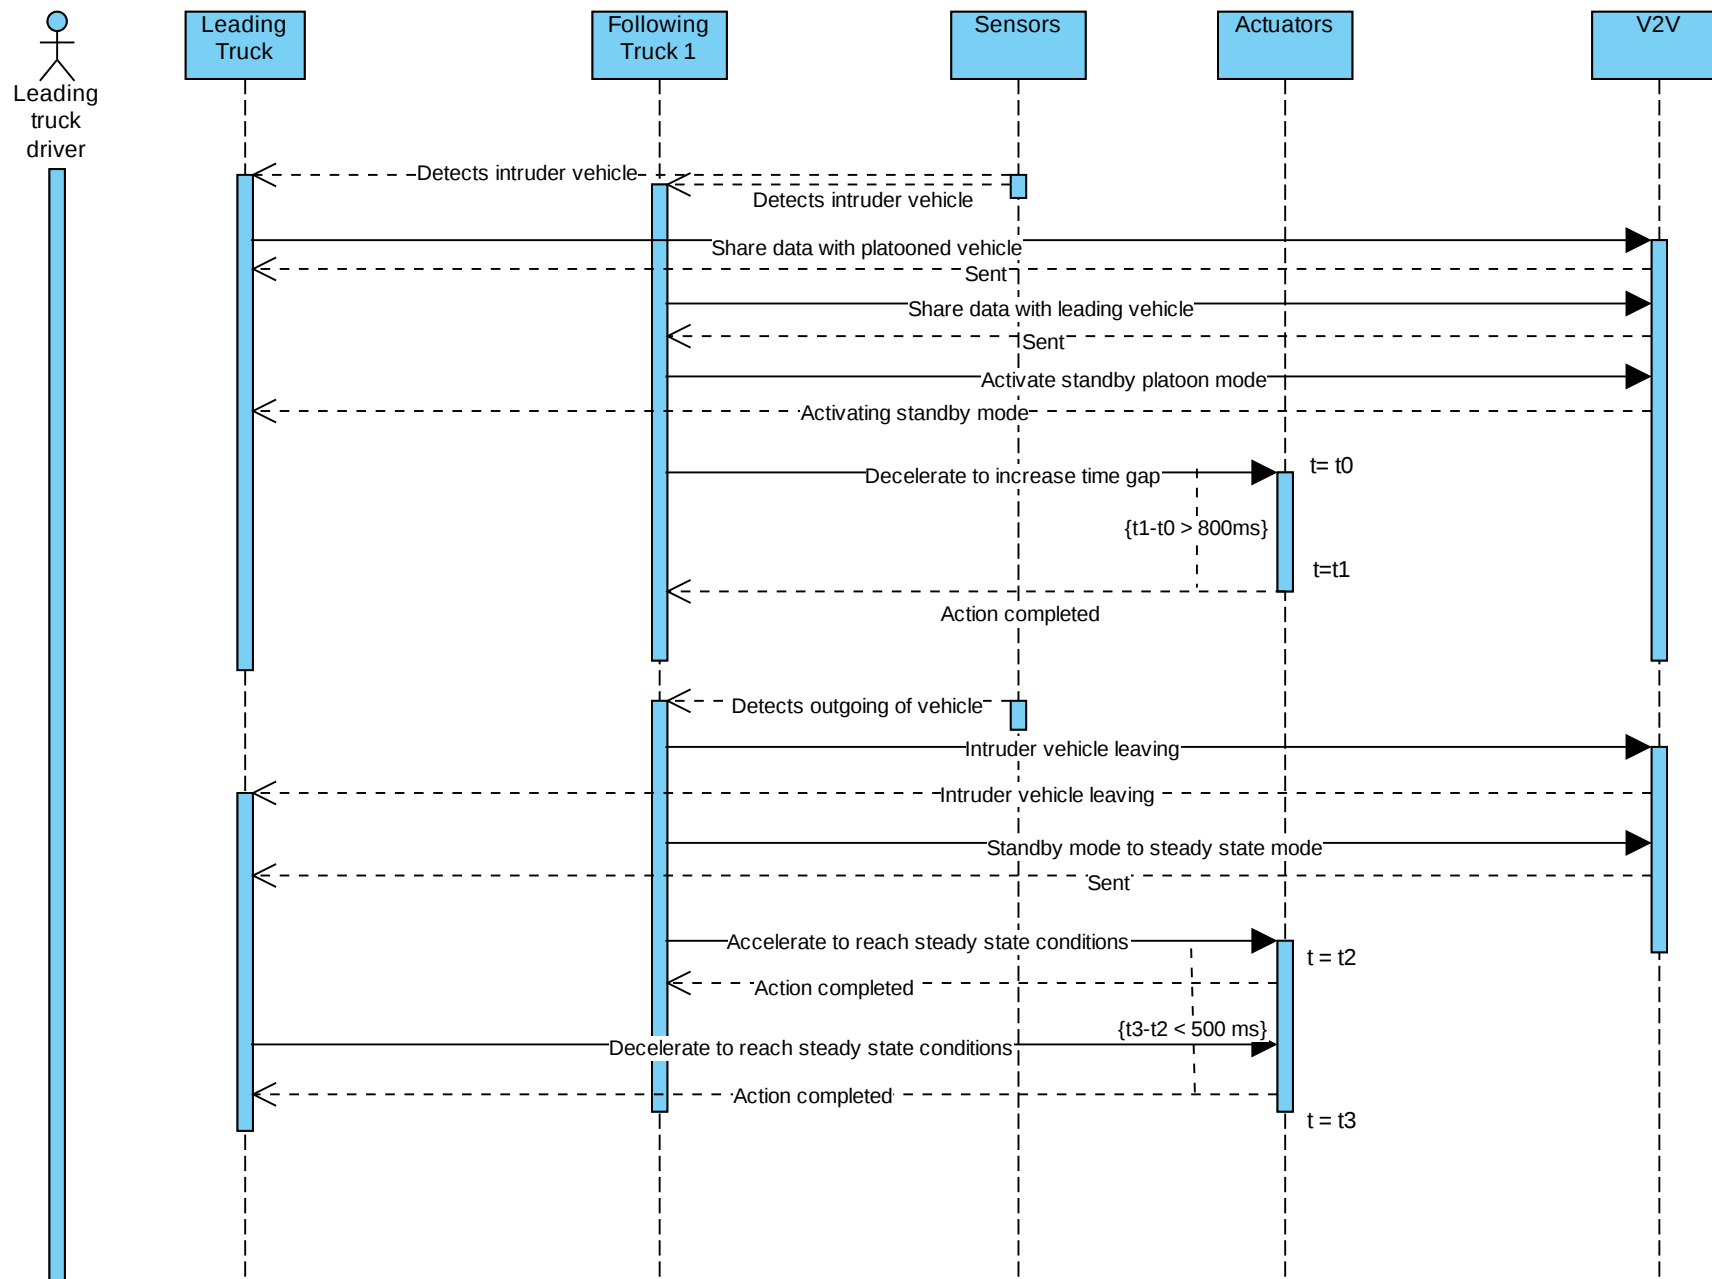 Leading
truck
driver
Leading
Truck
Following
Truck 1
Sensors
Actuators
V2V
Detects intruder vehicle
Detects intruder vehicle
Share data with platooned vehicle
Sent
Share data with leading vehicle
Sent
Activate standby platoon mode
Activating standby mode
t= t0
Decelerate to increase time gap
{t1-t0 > 800ms}
t=t1
Action completed
Detects outgoing of vehicle
Intruder vehicle leaving
Intruder vehicle leaving
Standby mode to steady state mode
Sent
Accelerate to reach steady state conditions
t = t2
Action completed
{t3-t2 < 500 ms}
Decelerate to reach steady state conditions
Action completed
t = t3